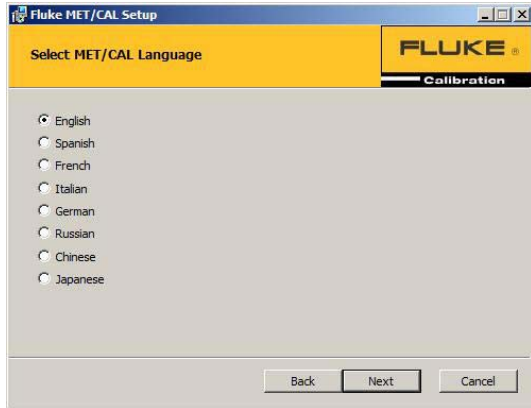 Fluke MET/CAL Setup
Select MET/CAL Language
FLUKE ®
Calibration
English
Spanish
French
Italian
German
Russian
Chinese
Japanese
Back
Next
Cancel